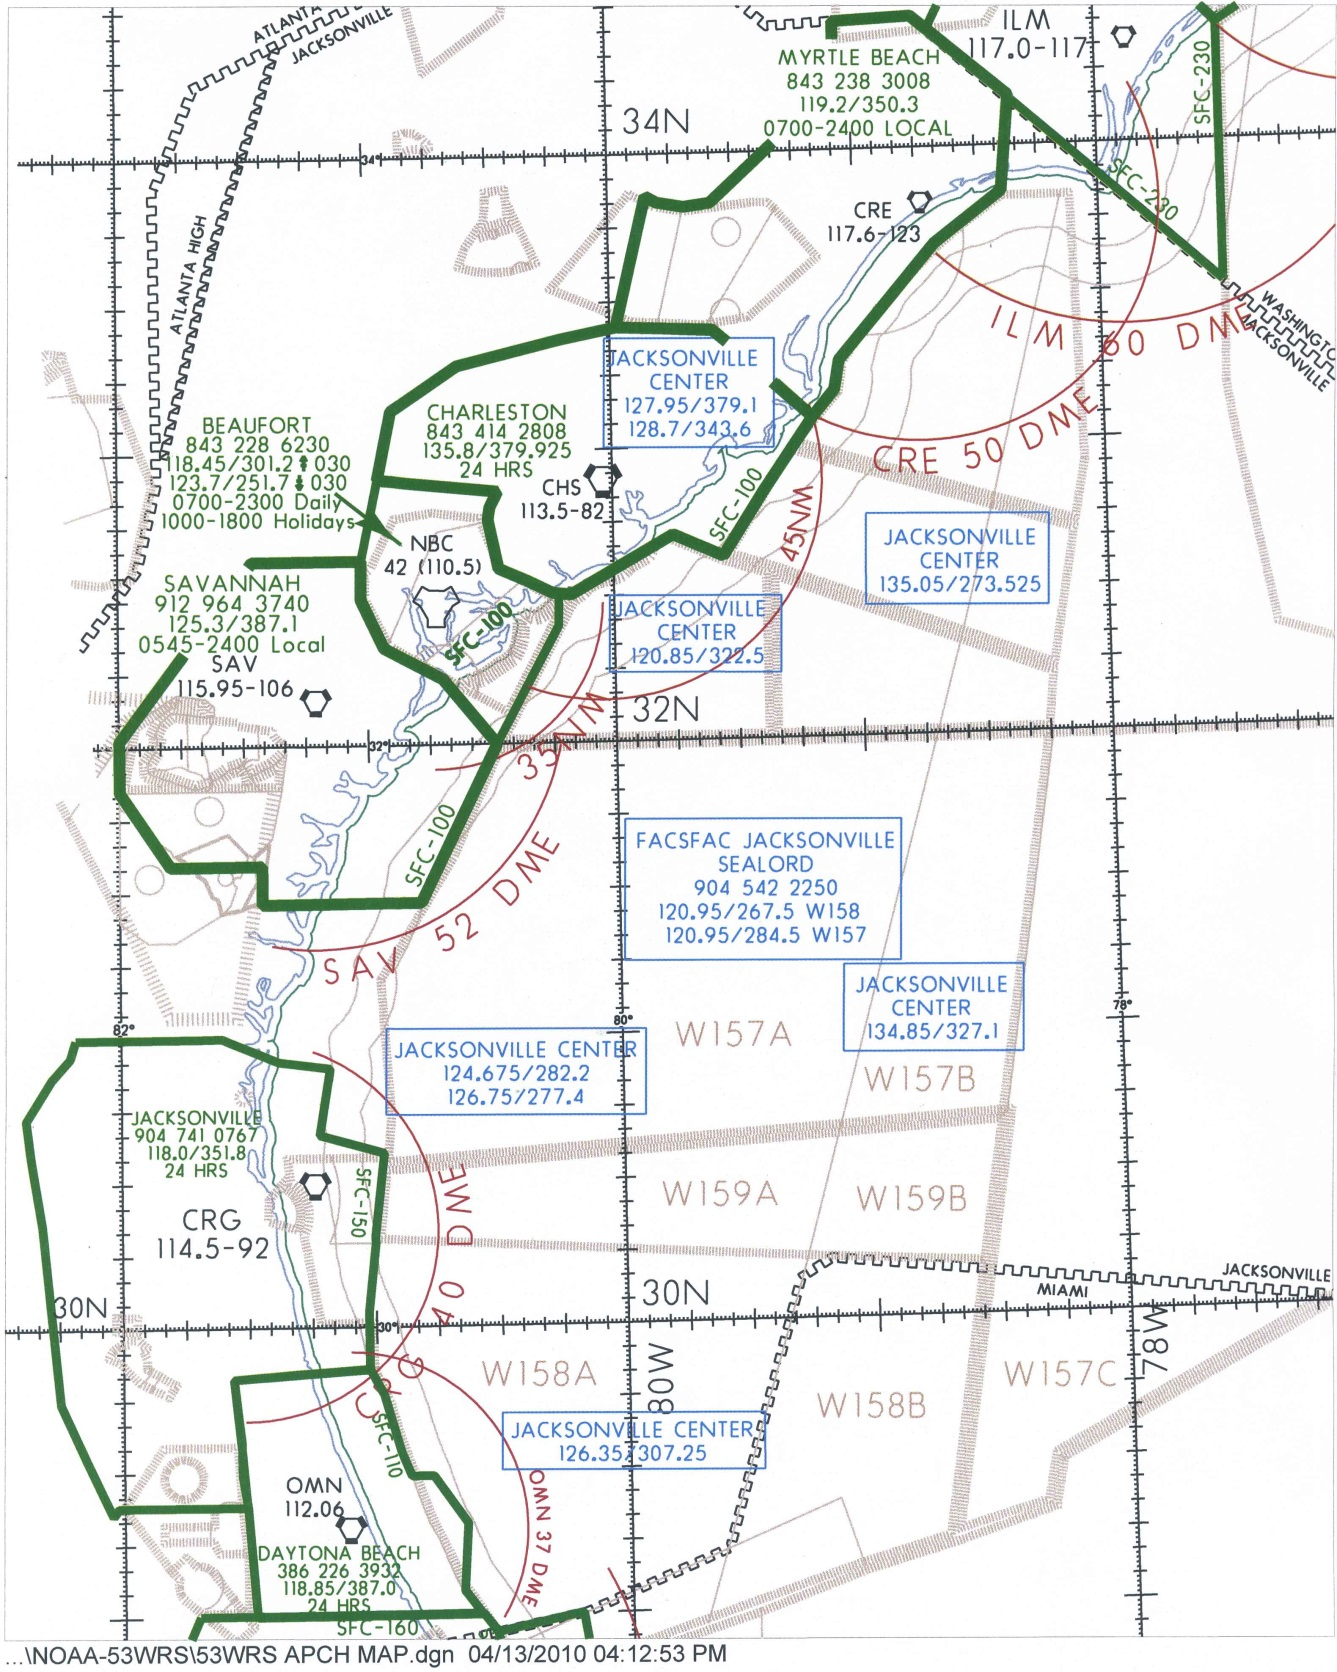 ATLANTA
JACKSONVILLE
ILM
117.0-117
MYRTLE BEACH
843 238 3008
119.2/350.3
0700-2400 LOCAL
SFC-230
34N
34°
SFC-230
CRE
117.6-123
ATLANTA HIGH
WASHINGTO
JACKSONVILLE
ILM 60 DME
JACKSONVILLE
CENTER
127.95/379.1
128.7/343.6
CRE 50 DME
BEAUFORT
843 228 6230
118.45/301.2 ⬆ 030
123.7/251.7 ⬇ 030
0700-2300 Daily
1000-1800 Holidays
CHARLESTON
843 414 2808
135.8/379.925
24 HRS
CHS
113.5-82
SFC-100
45NM
JACKSONVILLE
CENTER
135.05/273.525
NBC
42 (110.5)
SAVANNAH
912 964 3740
125.3/387.1
0545-2400 Local
SAV
115.95-106
SFC-100
JACKSONVILLE
CENTER
120.85/322.5
32N
32°
35NM
SFC-100
FACSFAC JACKSONVILLE
SEALORD
904 542 2250
120.95/267.5 W158
120.95/284.5 W157
SAV 52 DME
JACKSONVILLE
CENTER
134.85/327.1
82°
80°
78°
W157A
JACKSONVILLE CENTER
124.675/282.2
126.75/277.4
W157B
JACKSONVILLE
904 741 0767
118.0/351.8
24 HRS
SFC-150
W159A
W159B
CRG
114.5-92
CRG 40 DME
JACKSONVILLE
MIAMI
30N
30N
30°
80W
78W
W158A
W158B
W157C
SFC-110
JACKSONVILLE CENTER
126.35/307.25
OMN
112.06
OMN 37 DME
DAYTONA BEACH
386 226 3932
118.85/387.0
24 HRS
SFC-160
...\NOAA-53WRS\53WRS APCH MAP.dgn 04/13/2010 04:12:53 PM